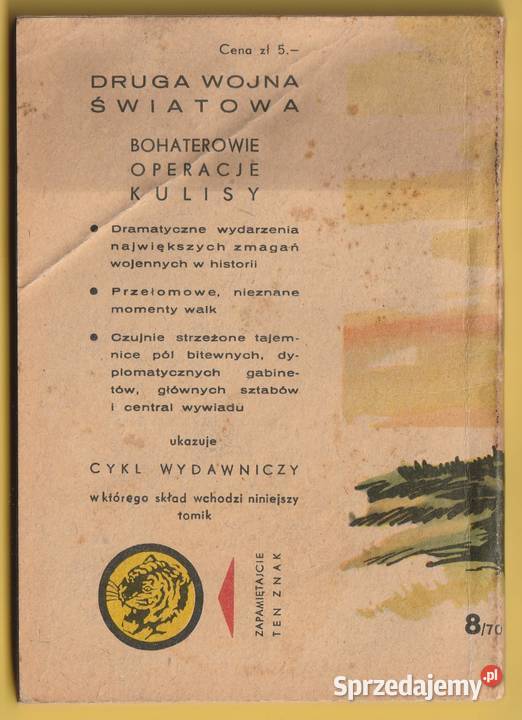 Cena zł 5.—
DRUGA WOJNA
ŚWIATOWA
BOHATEROWIE
OPERACJE
KULISY
● Dramatyczne wydarzenia
największych zmagań
wojennych w historii
● Przełomowe, nieznane
momenty walk
● Czujnie strzeżone tajem-
nice pól bitewnych, dy-
plomatycznych gabine-
tów, głównych sztabów
i central wywiadu
ukazuje
CYKL WYDAWNICZY
w którego skład wchodzi niniejszy
tomik
ZAPAMIĘTAJCIE
TEN ZNAK
8/70
Sprzedajemy.pl